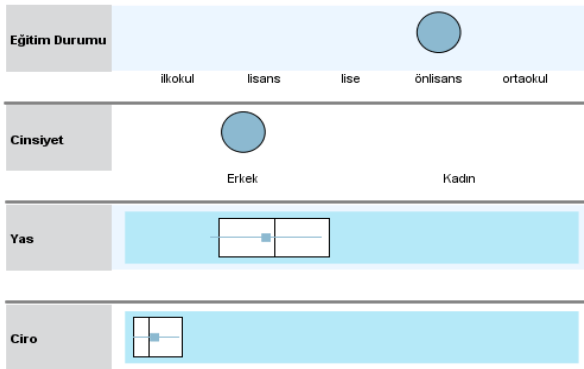 Eğitim Durumu
ilkokul lisans lise önlisans ortaokul
Cinsiyet
Erkek Kadın
Yas
Ciro